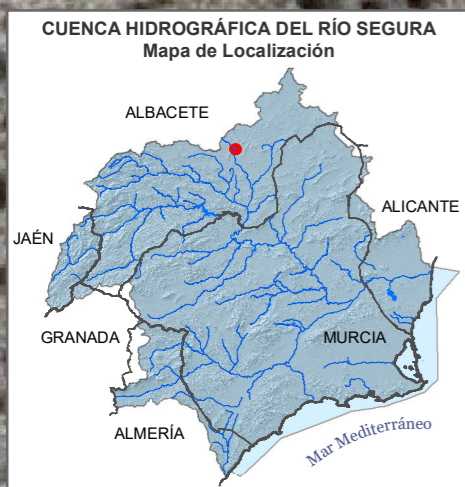 CUENCA HIDROGRÁFICA DEL RÍO SEGURA
Mapa de Localización
ALBACETE
ALICANTE
JAÉN
GRANADA
MURCIA
ALMERÍA
Mar Mediterráneo